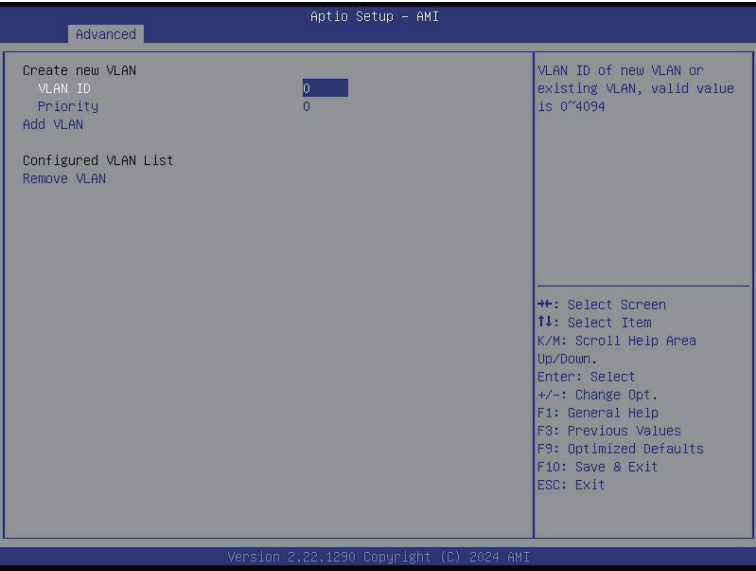 Aptio Setup – AMI
Advanced
Create new VLAN
VLAN ID 0
Priority 0
Add VLAN
Configured VLAN List
Remove VLAN
VLAN ID of new VLAN or
existing VLAN, valid value
is 0~4094
→←: Select Screen
↑↓: Select Item
K/M: Scroll Help Area
Up/Down.
Enter: Select
+/-: Change Opt.
F1: General Help
F3: Previous Values
F9: Optimized Defaults
F10: Save & Exit
ESC: Exit
Version 2.22.1290 Copyright (C) 2024 AMI